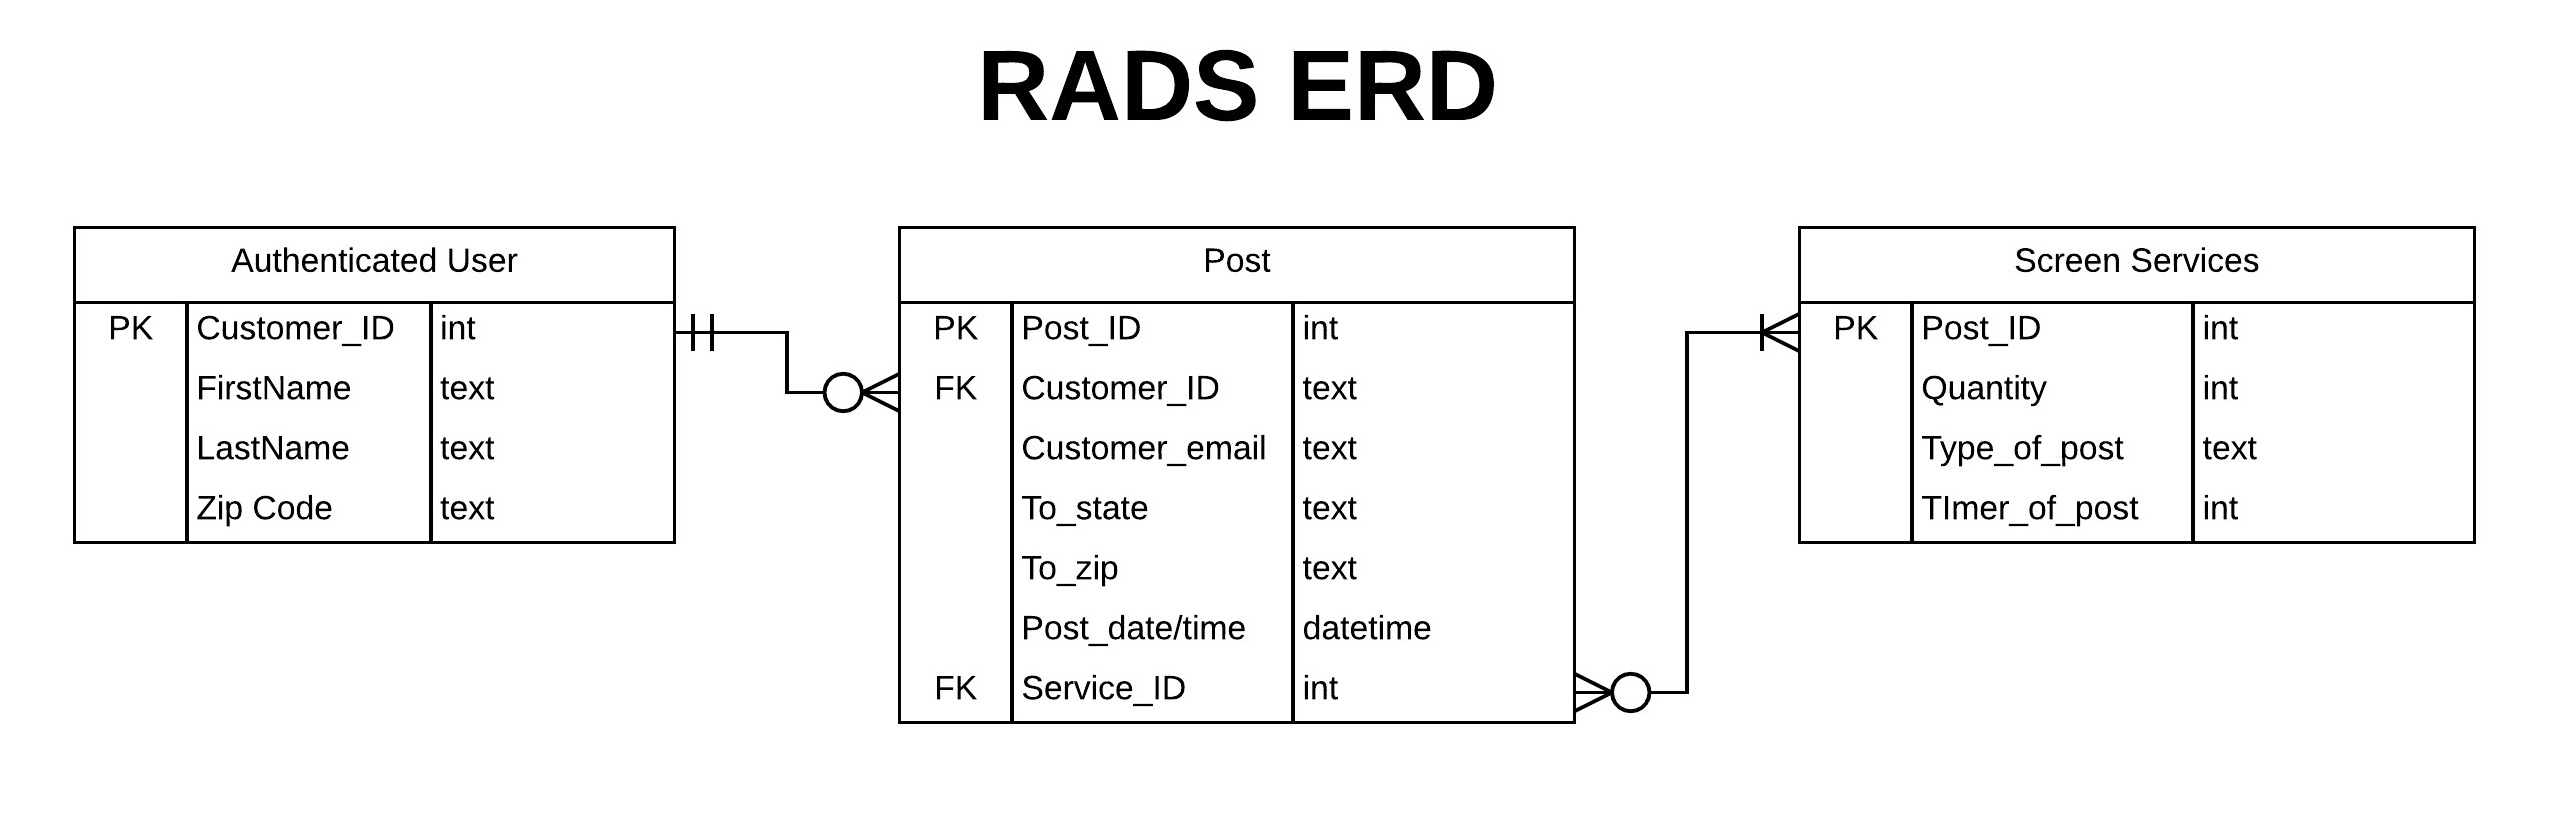 RADS ERD
Authenticated User
PK Customer_ID int
FirstName text
LastName text
Zip Code text
Post
PK Post_ID int
FK Customer_ID text
Customer_email text
To_state text
To_zip text
Post_date/time datetime
FK Service_ID int
Screen Services
PK Post_ID int
Quantity int
Type_of_post text
TImer_of_post int